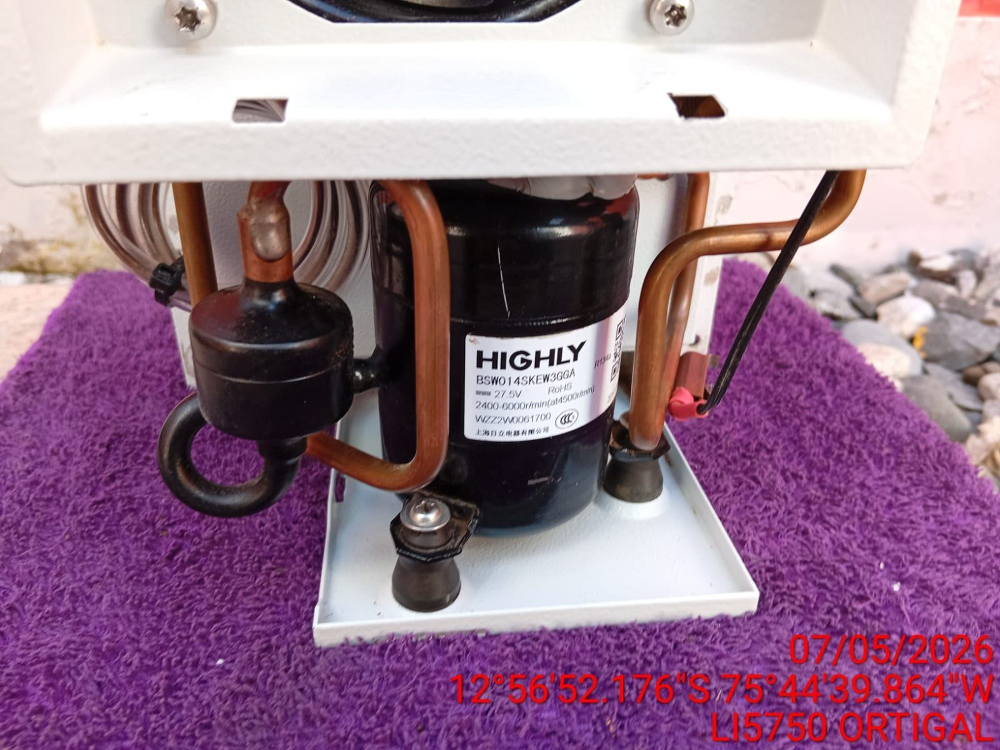 HIGHLY
BSW014SKEW3GGA
R134a
27.5V RoHS
2400-6000r/min(at4500r/min)
WZZ2W0061700
CCC
上海日立电器有限公司
07/05/2026
12°56'52.176"S 75°44'39.864"W
LI5750 ORTIGAL